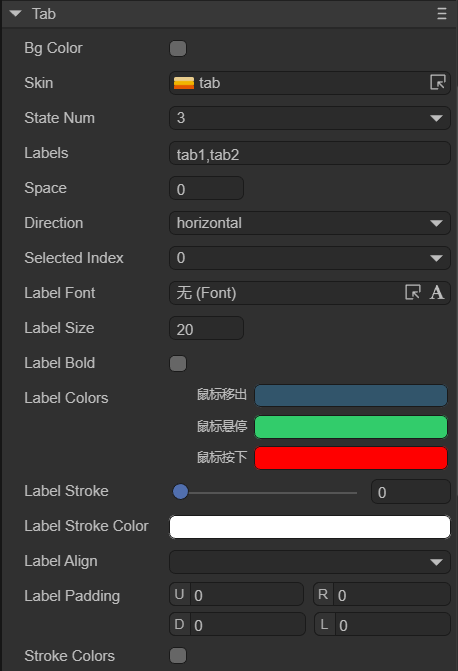 Tab
Bg Color
Skin tab
State Num 3
Labels tab1,tab2
Space 0
Direction horizontal
Selected Index 0
Label Font 无 (Font) A
Label Size 20
Label Bold
Label Colors 鼠标移出
鼠标悬停
鼠标按下
Label Stroke 0
Label Stroke Color
Label Align
Label Padding U 0 R 0
D 0 L 0
Stroke Colors